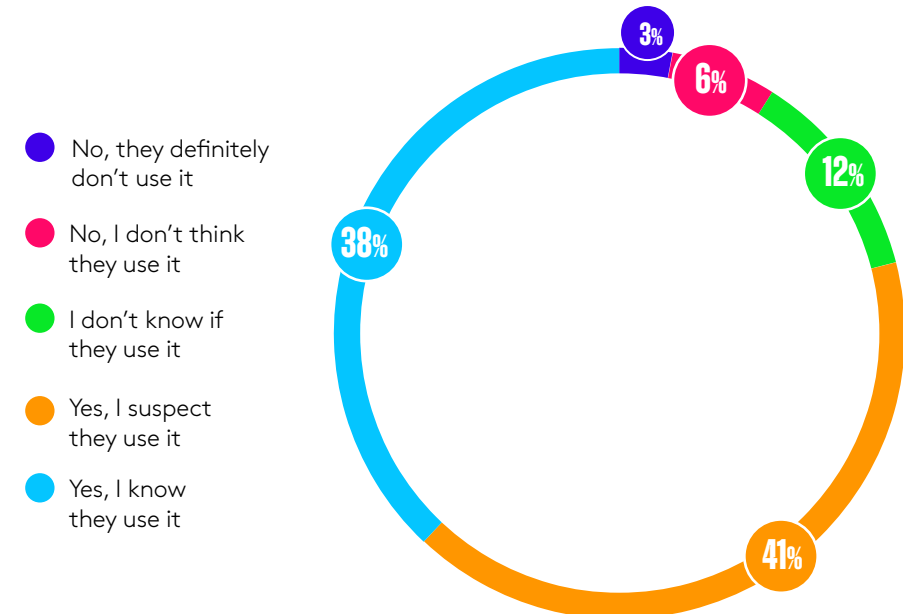 No, they definitely
don’t use it
No, I don’t think
they use it
I don’t know if
they use it
Yes, I suspect
they use it
Yes, I know
they use it
3%
6%
12%
38%
41%